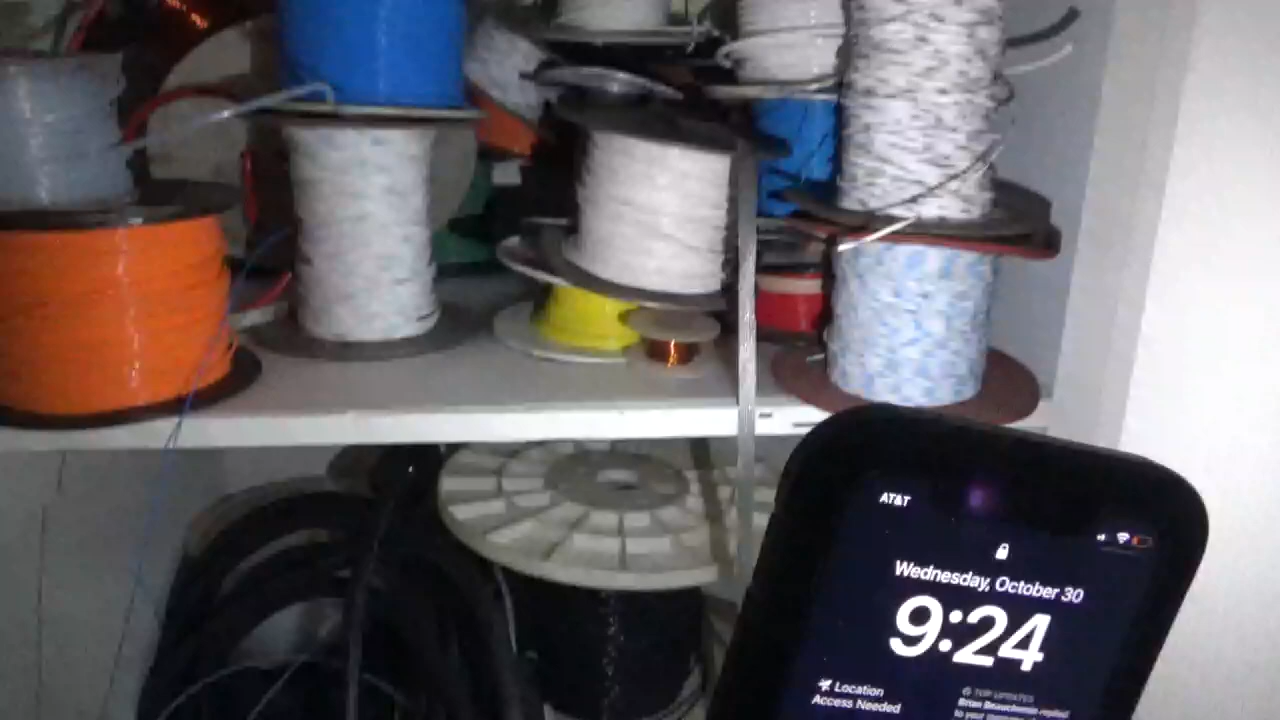 AT&T
Wednesday, October 30
9:24
Location
Access Needed
TOP UPDATES
Brian Beauchemin replied
to your